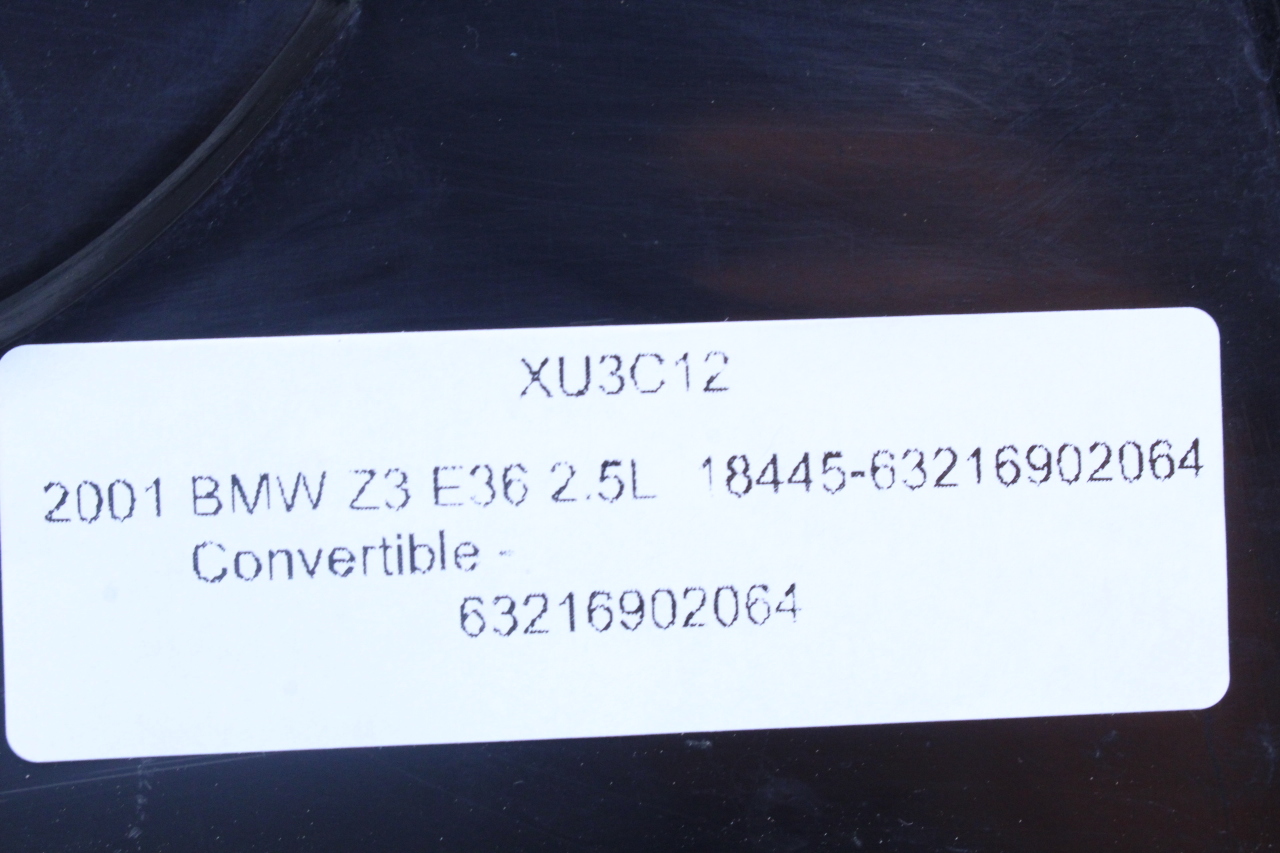 XU3C12
2001 BMW Z3 E36 2.5L 18445-63216902064
Convertible -
63216902064